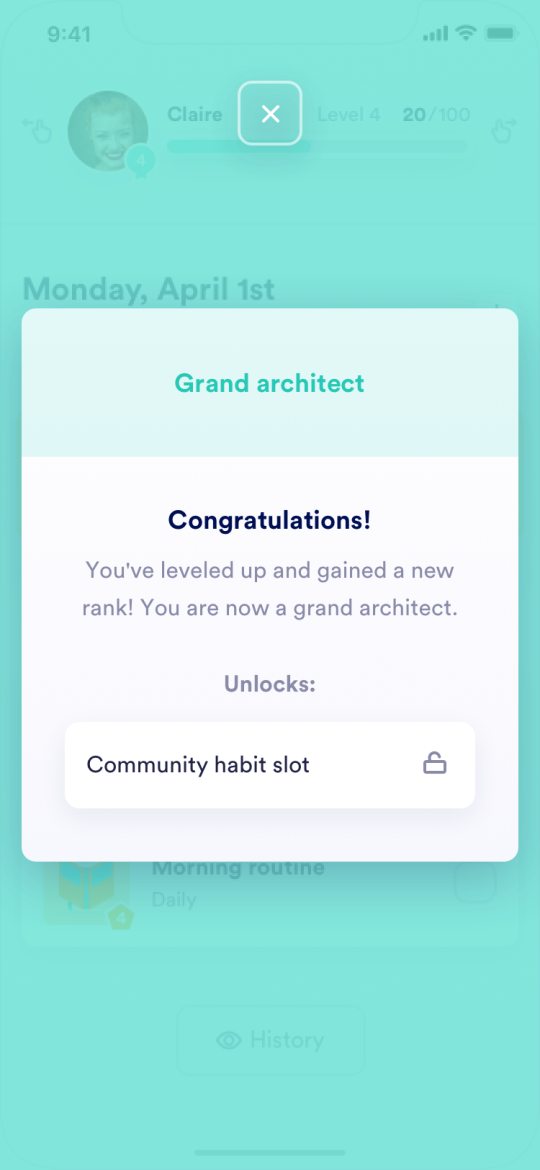 9:41
Claire
Level 4
20/100
4
Monday, April 1st
Grand architect
Congratulations!
You've leveled up and gained a new
rank! You are now a grand architect.
Unlocks:
Community habit slot
Morning routine
Daily
4
History